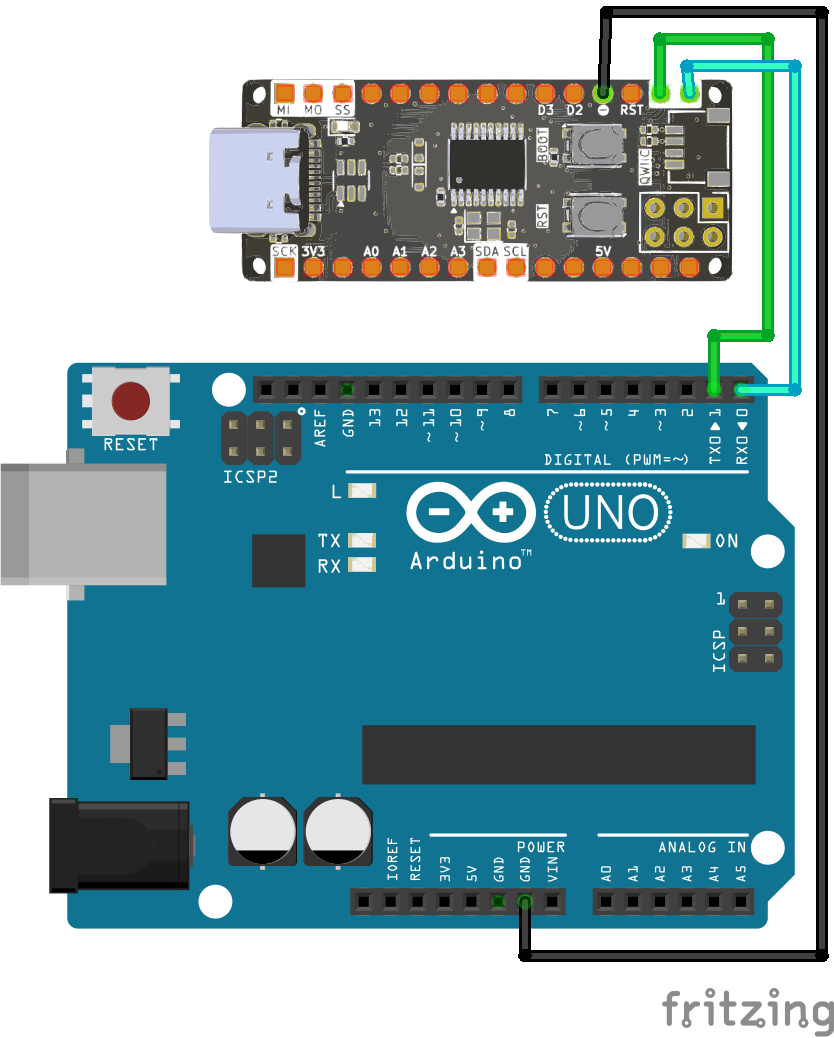 MI MO SS D3 D2 RST
BOOT
QWIIC
RST
SCK 3V3 A0 A1 A2 A3 SDA SCL 5V
RESET
ICSP2
AREF
GND
13
12
~11
~10
~9
8
7
~6
~5
4
~3
2
TX0▶1
RX0◀0
DIGITAL (PWM=~)
L
TX
RX
UNO
Arduino™
ON
1
ICSP
POWER
ANALOG IN
IOREF
RESET
3V3
5V
GND
GND
VIN
A0
A1
A2
A3
A4
A5
fritzing